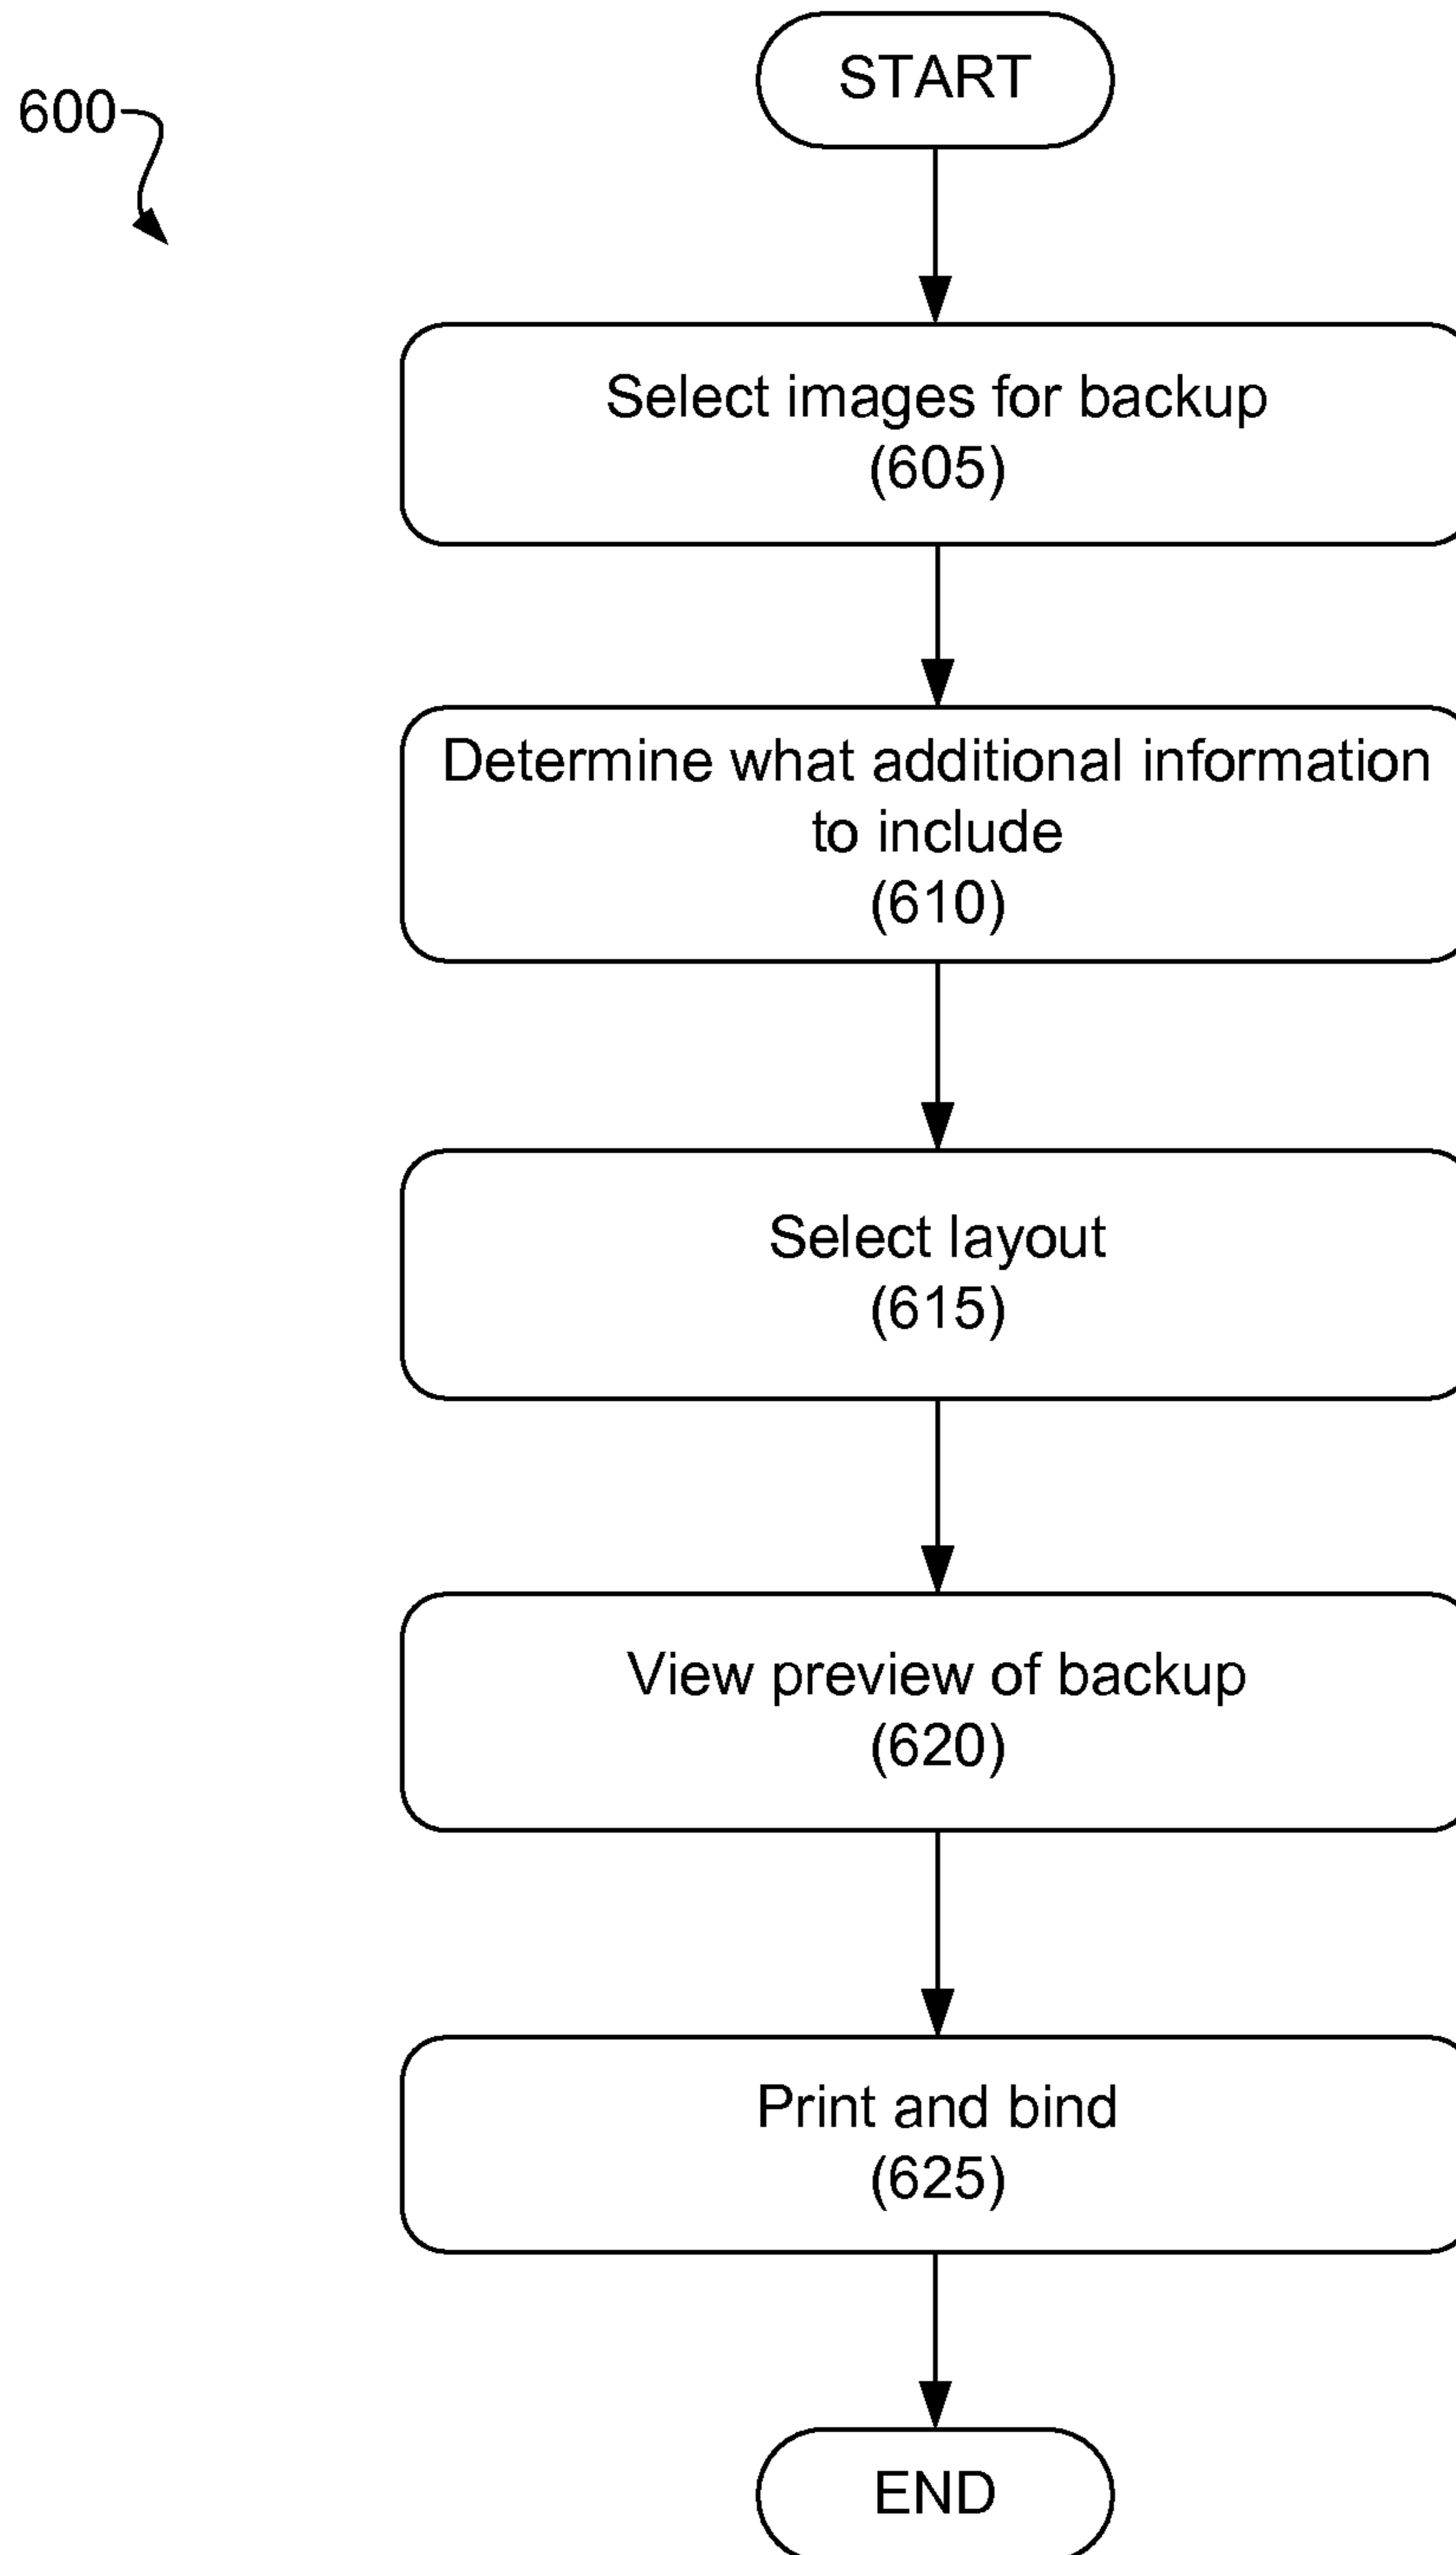 START
600
Select images for backup
(605)
Determine what additional information
to include
(610)
Select layout
(615)
View preview of backup
(620)
Print and bind
(625)
END